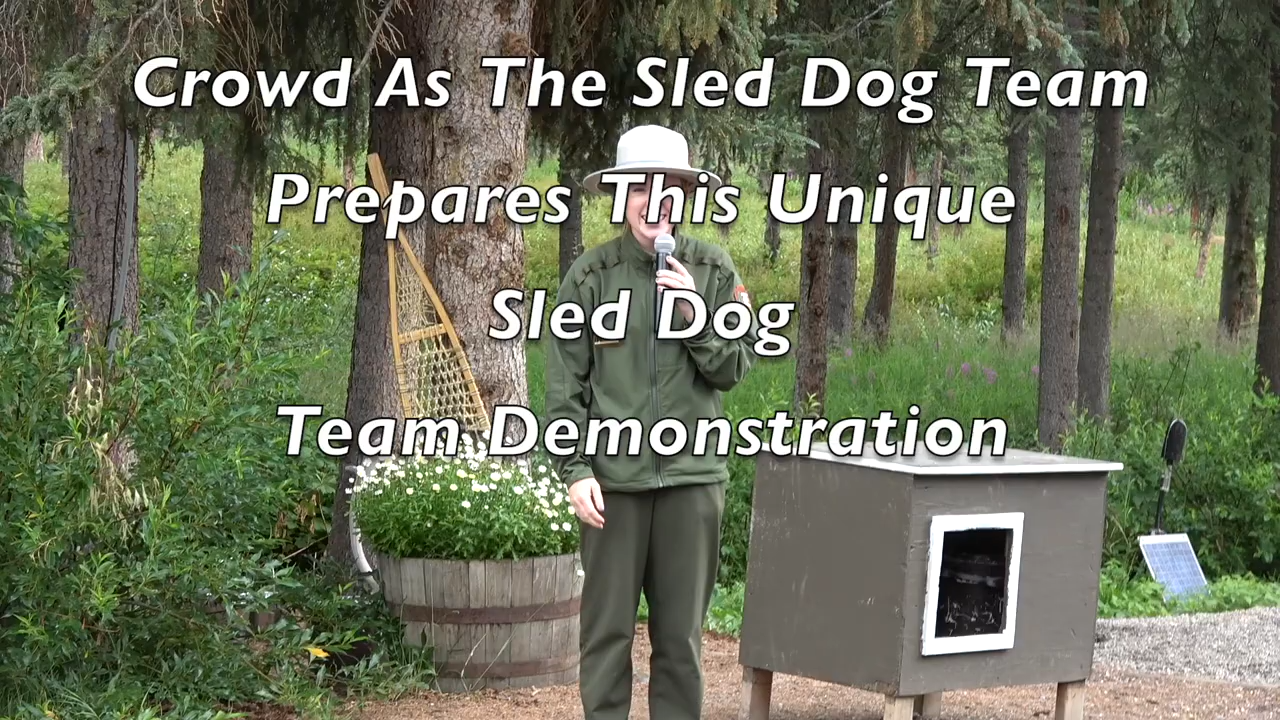 Crowd As The Sled Dog Team
Prepares This Unique
Sled Dog
Team Demonstration